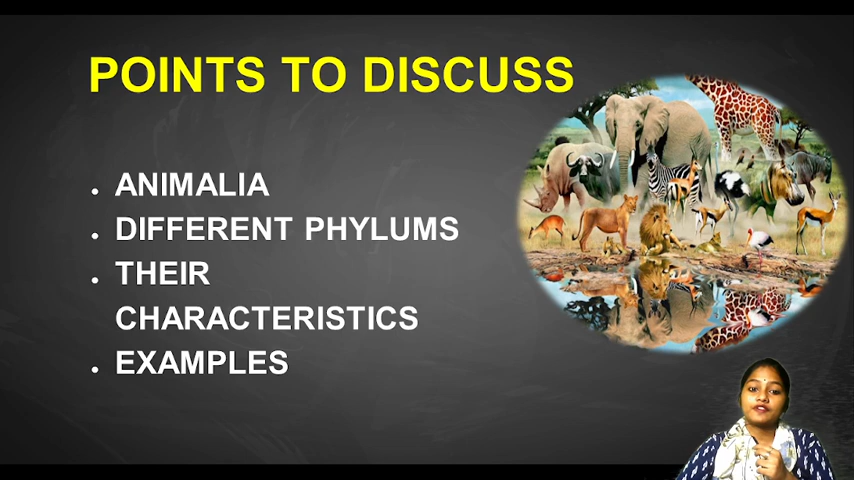 POINTS TO DISCUSS
• ANIMALIA
• DIFFERENT PHYLUMS
• THEIR
CHARACTERISTICS
• EXAMPLES